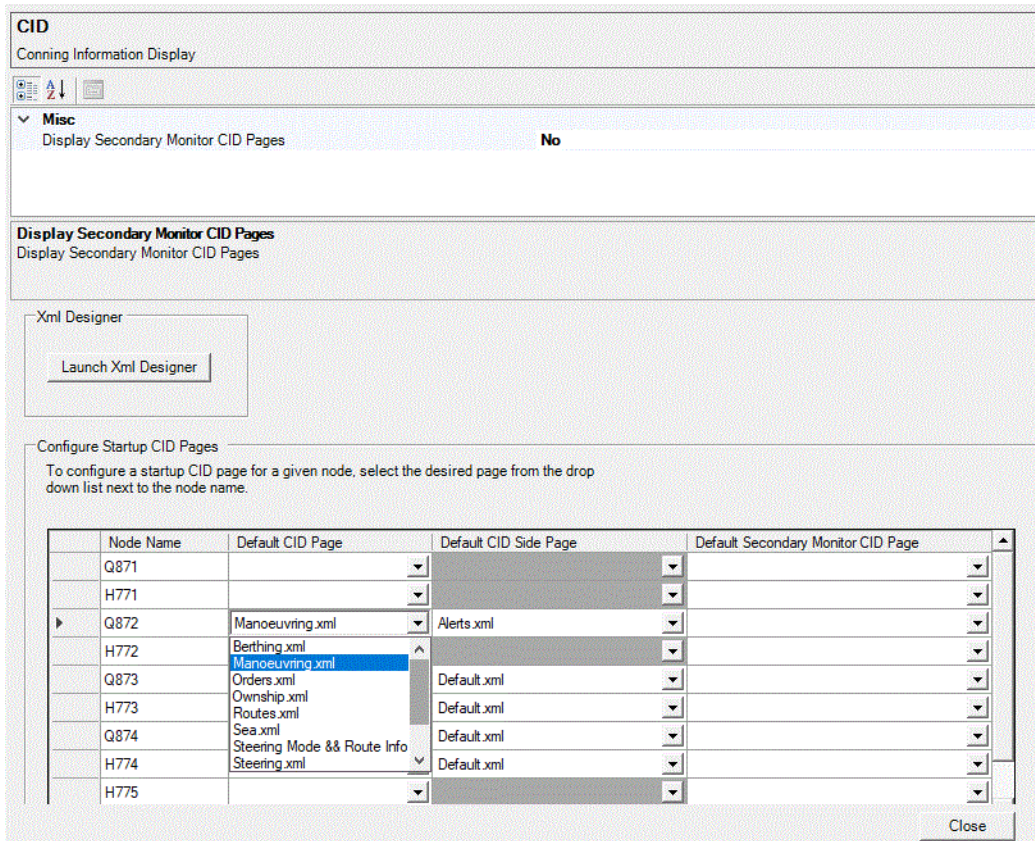 CID
Conning Information Display
Misc
Display Secondary Monitor CID Pages No
Display Secondary Monitor CID Pages
Display Secondary Monitor CID Pages
Xml Designer
Launch Xml Designer
Configure Startup CID Pages
To configure a startup CID page for a given node, select the desired page from the drop
down list next to the node name.
Node Name Default CID Page Default CID Side Page Default Secondary Monitor CID Page
Q871
H771
Q872 Manoeuvring.xml Alerts.xml
H772
Q873 Default.xml
H773 Default.xml
Q874 Default.xml
H774 Default.xml
H775
Berthing.xml
Manoeuvring.xml
Orders.xml
Ownship.xml
Routes.xml
Sea.xml
Steering Mode && Route Info
Steering.xml
Close